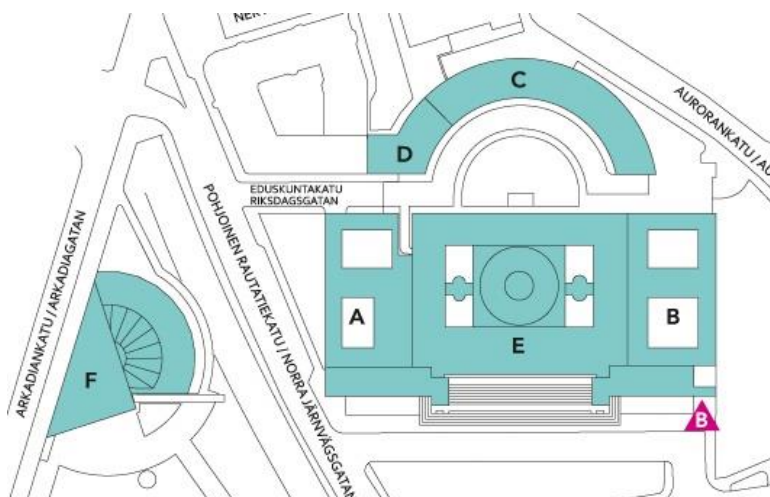 C
AURORANKATU / AU
D
EDUSKUNTAKATU
RIKSDAGSGATAN
POHJOINEN RAUTATIEKATU / NORRA JÄRNVÄGSGATAN
ARKADIANKATU / ARKADIAGATAN
A
B
E
F
B